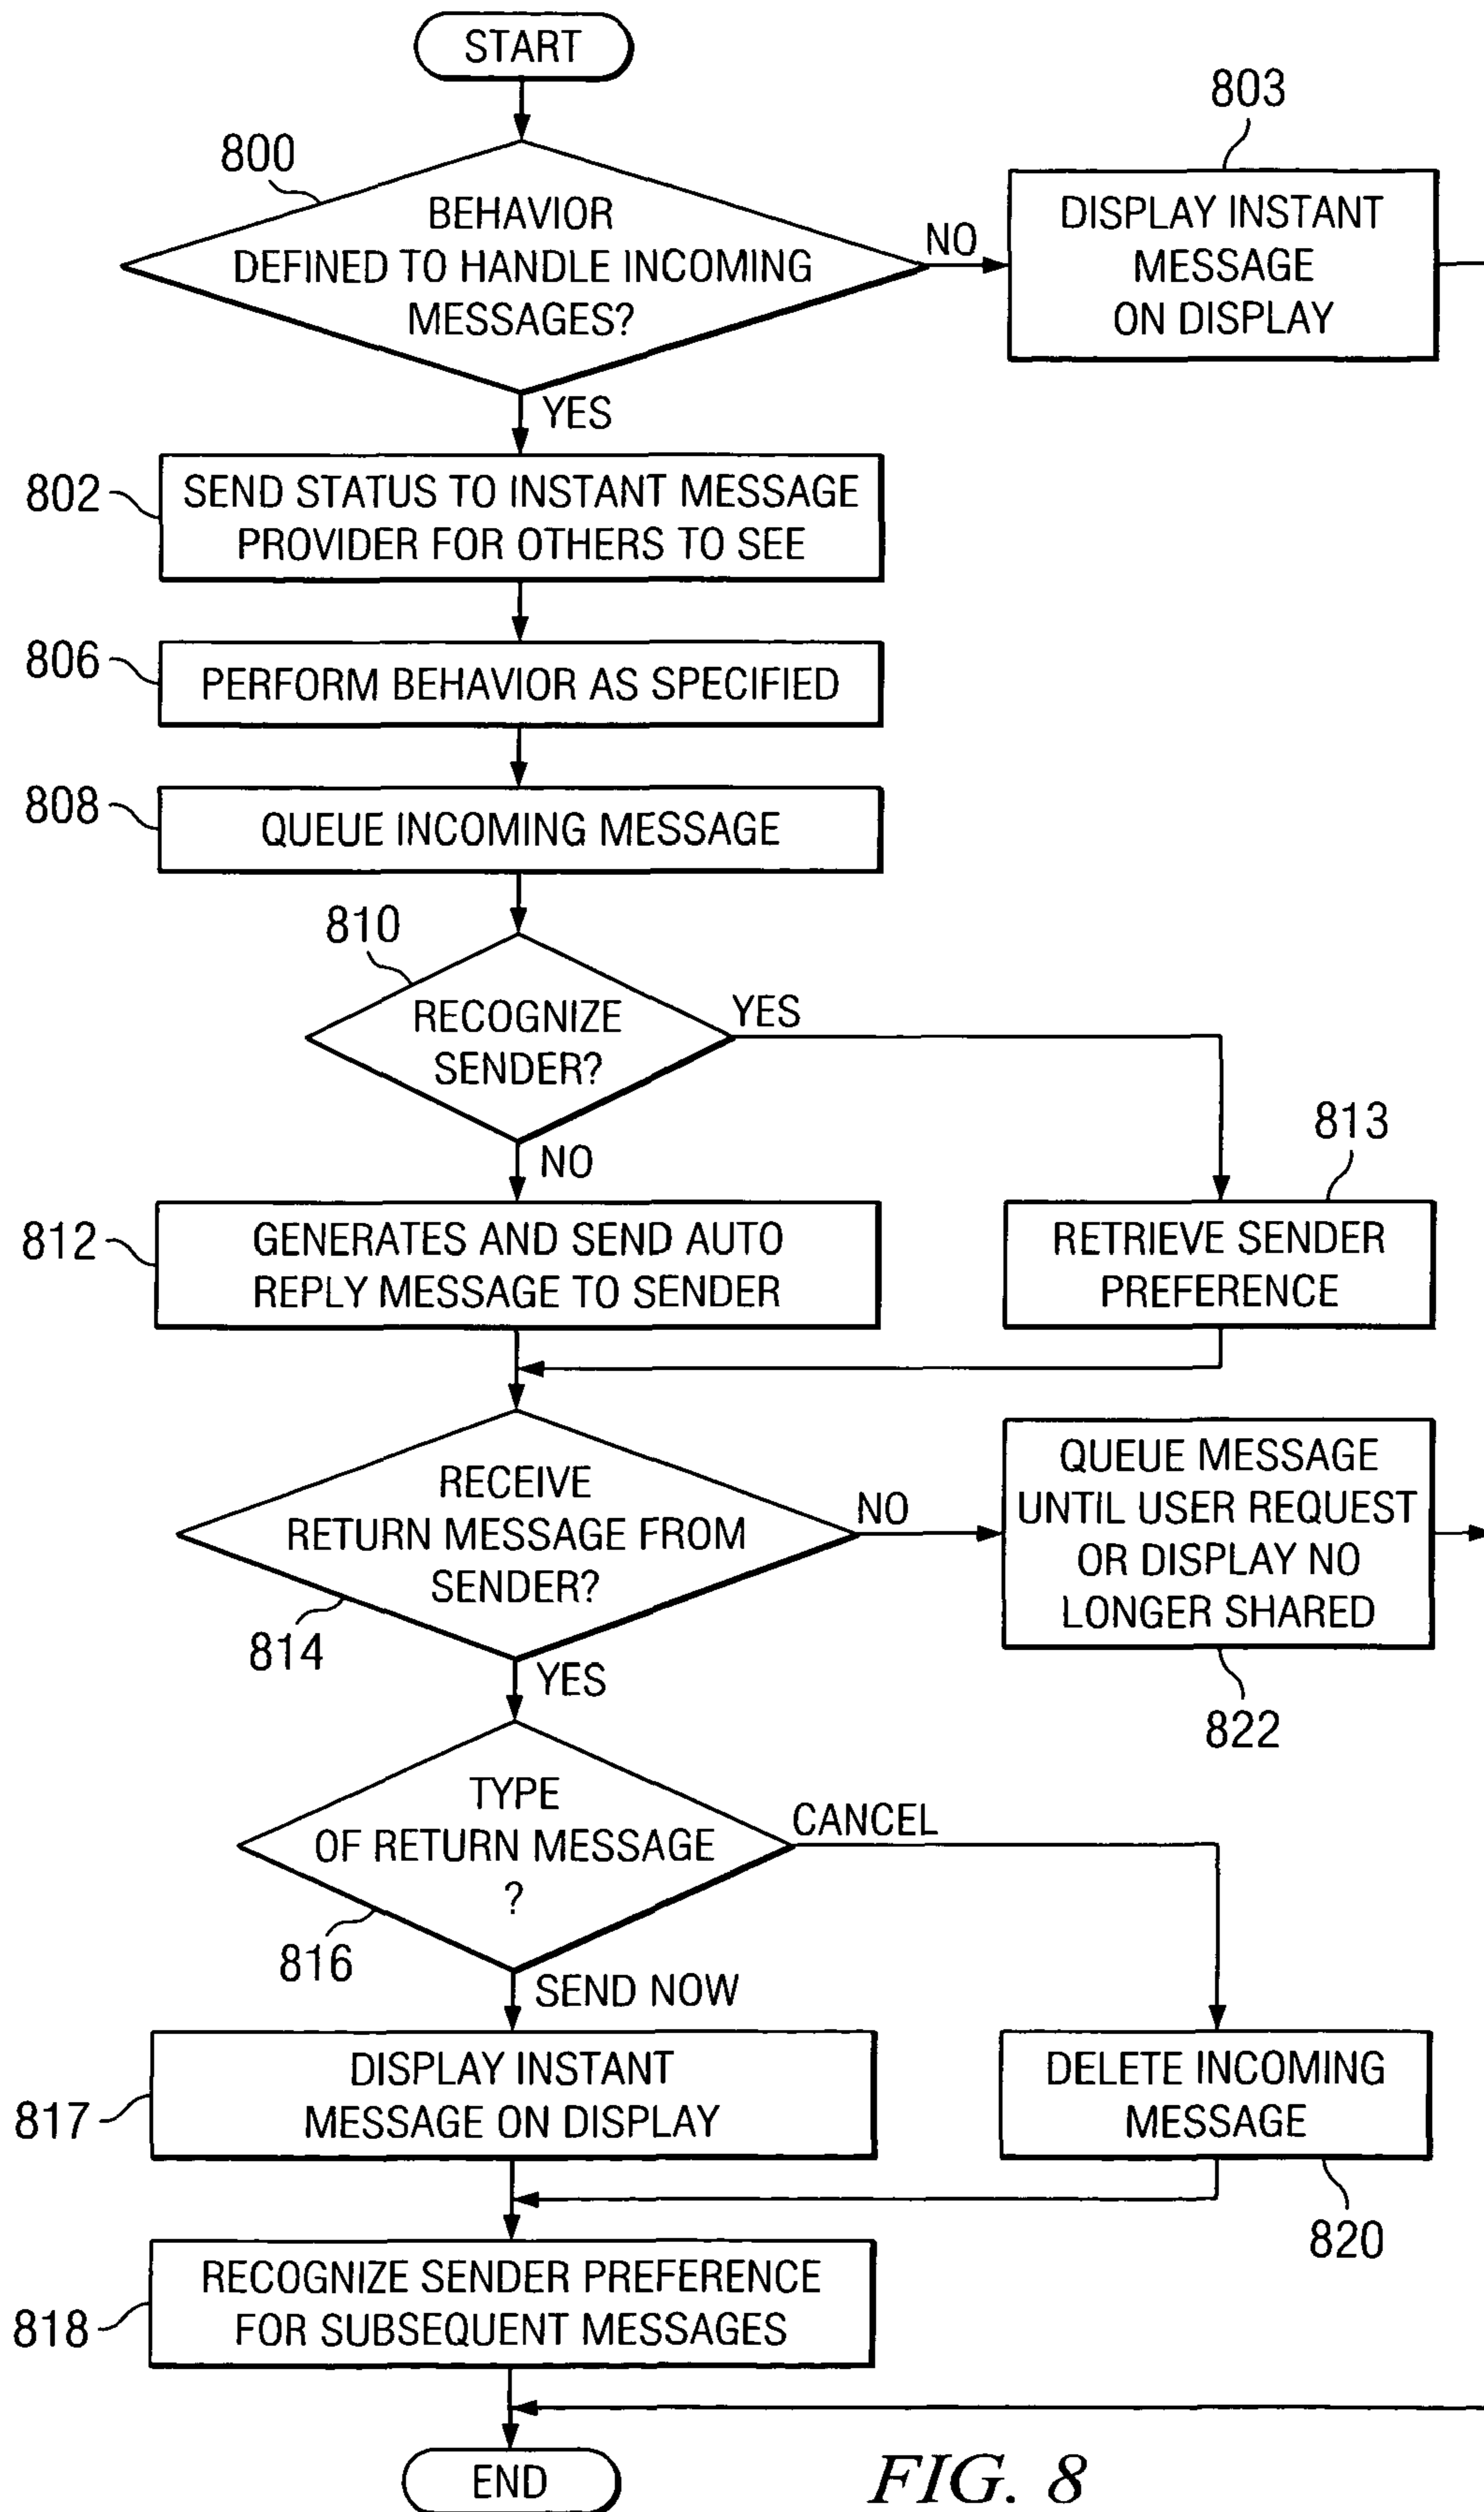 START
800
BEHAVIOR
DEFINED TO HANDLE INCOMING
MESSAGES?
NO
803
DISPLAY INSTANT
MESSAGE
ON DISPLAY
YES
802
SEND STATUS TO INSTANT MESSAGE
PROVIDER FOR OTHERS TO SEE
806
PERFORM BEHAVIOR AS SPECIFIED
808
QUEUE INCOMING MESSAGE
810
RECOGNIZE
SENDER?
YES
NO
812
GENERATES AND SEND AUTO
REPLY MESSAGE TO SENDER
813
RETRIEVE SENDER
PREFERENCE
RECEIVE
RETURN MESSAGE FROM
SENDER?
814
NO
QUEUE MESSAGE
UNTIL USER REQUEST
OR DISPLAY NO
LONGER SHARED
822
YES
TYPE
OF RETURN MESSAGE
?
816
CANCEL
SEND NOW
817
DISPLAY INSTANT
MESSAGE ON DISPLAY
DELETE INCOMING
MESSAGE
820
818
RECOGNIZE SENDER PREFERENCE
FOR SUBSEQUENT MESSAGES
END
FIG. 8